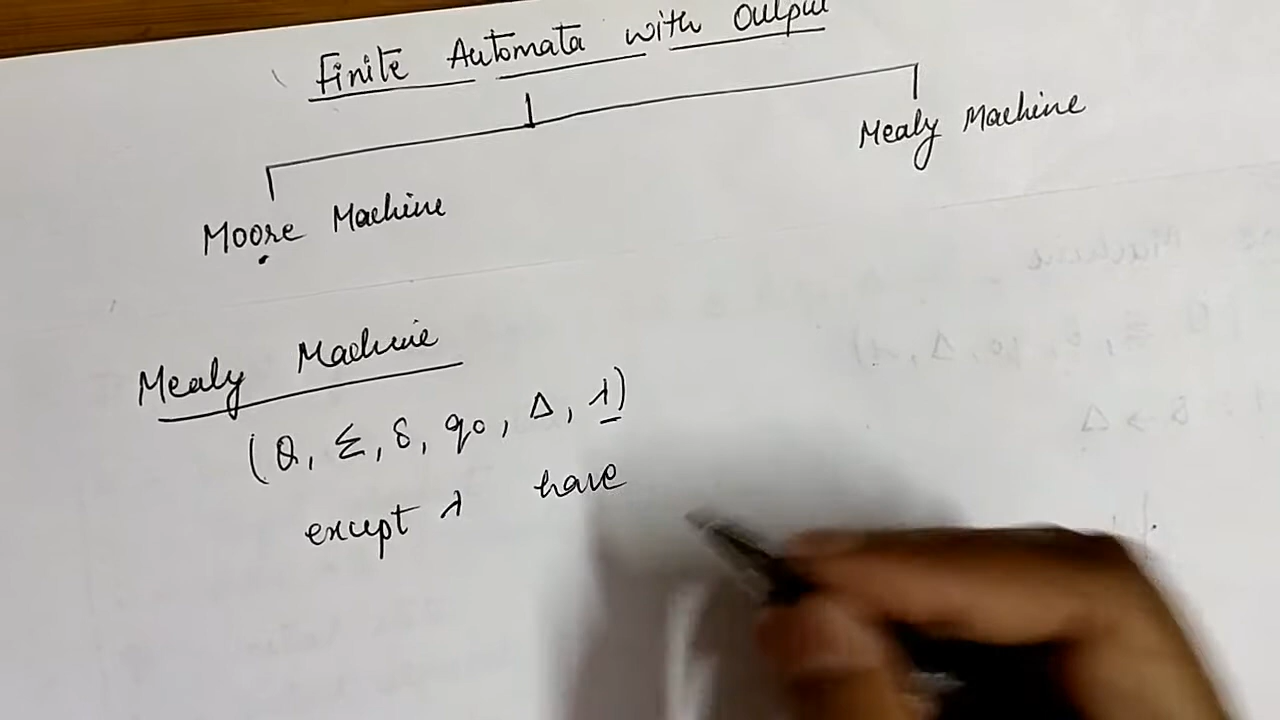 Finite Automata with Output
Mealy Machine
Moore Machine
Mealy Machine
(Q, Σ, δ, q0, Δ, λ)
except λ have